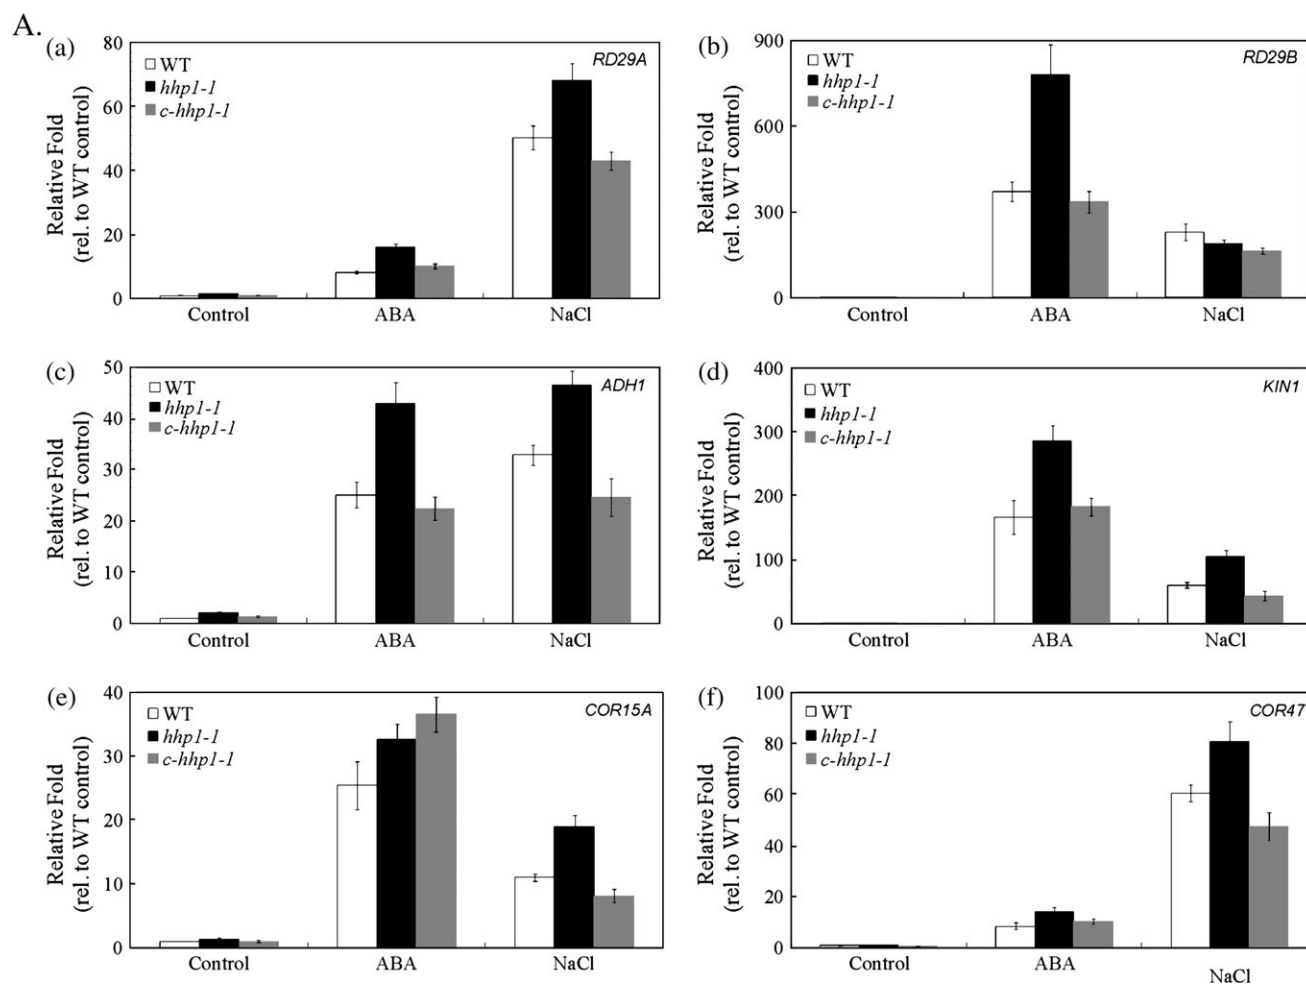 A.
(a)
80
60
40
20
0
Relative Fold
(rel. to WT control)
WT
hhp1-1
c-hhp1-1
RD29A
Control ABA NaCl
(b)
900
600
300
0
Relative Fold
(rel. to WT control)
WT
hhp1-1
c-hhp1-1
RD29B
Control ABA NaCl
(c)
50
40
30
20
10
0
Relative Fold
(rel. to WT control)
WT
hhp1-1
c-hhp1-1
ADH1
Control ABA NaCl
(d)
400
300
200
100
0
Relative Fold
(rel. to WT control)
WT
hhp1-1
c-hhp1-1
KIN1
Control ABA NaCl
(e)
40
30
20
10
0
Relative Fold
(rel. to WT control)
WT
hhp1-1
c-hhp1-1
COR15A
Control ABA NaCl
(f)
100
80
60
40
20
0
Relative Fold
(rel. to WT control)
WT
hhp1-1
c-hhp1-1
COR47
Control ABA NaCl